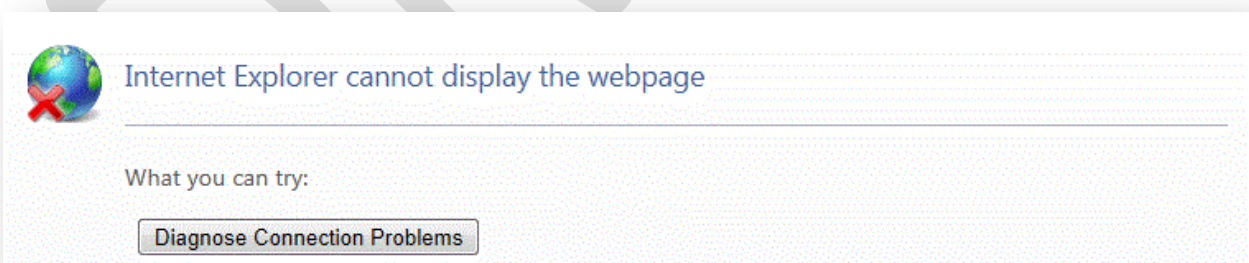 Internet Explorer cannot display the webpage
What you can try:
Diagnose Connection Problems